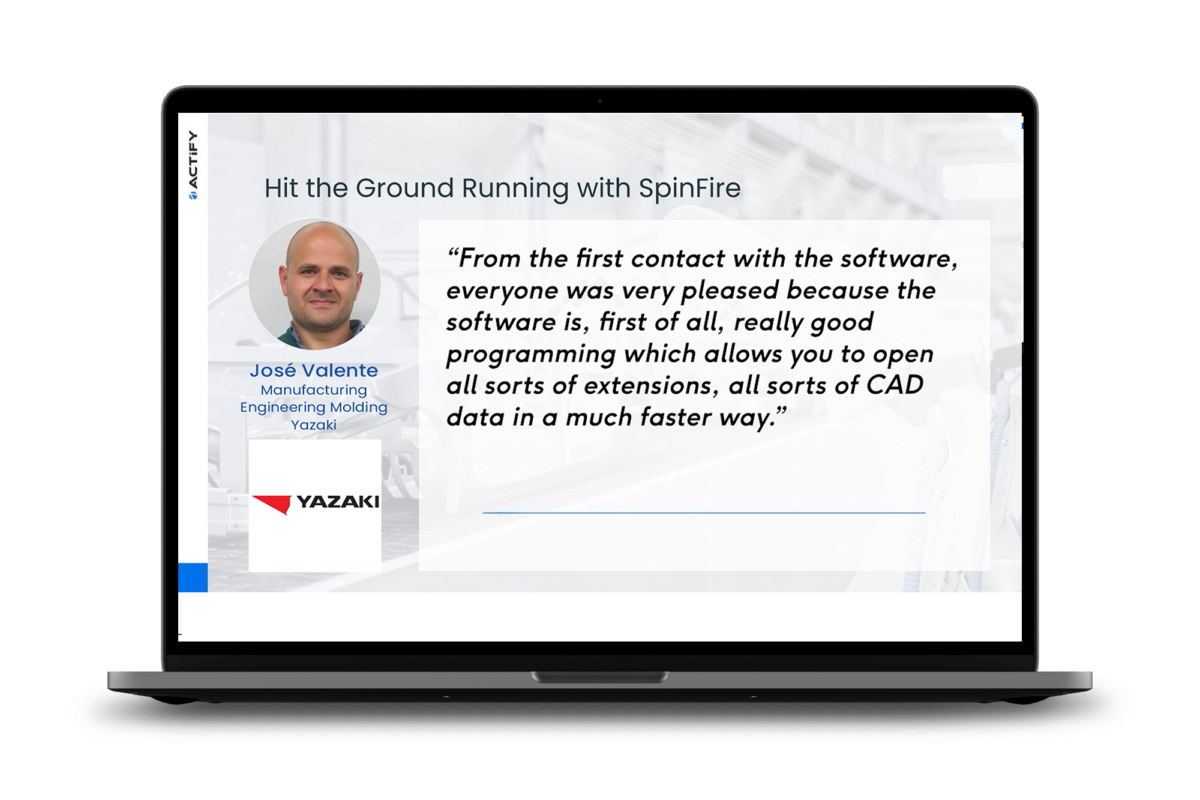 ACTiFY
Hit the Ground Running with SpinFire
José Valente
Manufacturing
Engineering Molding
Yazaki
YAZAKI
“From the first contact with the software,
everyone was very pleased because the
software is, first of all, really good
programming which allows you to open
all sorts of extensions, all sorts of CAD
data in a much faster way.”